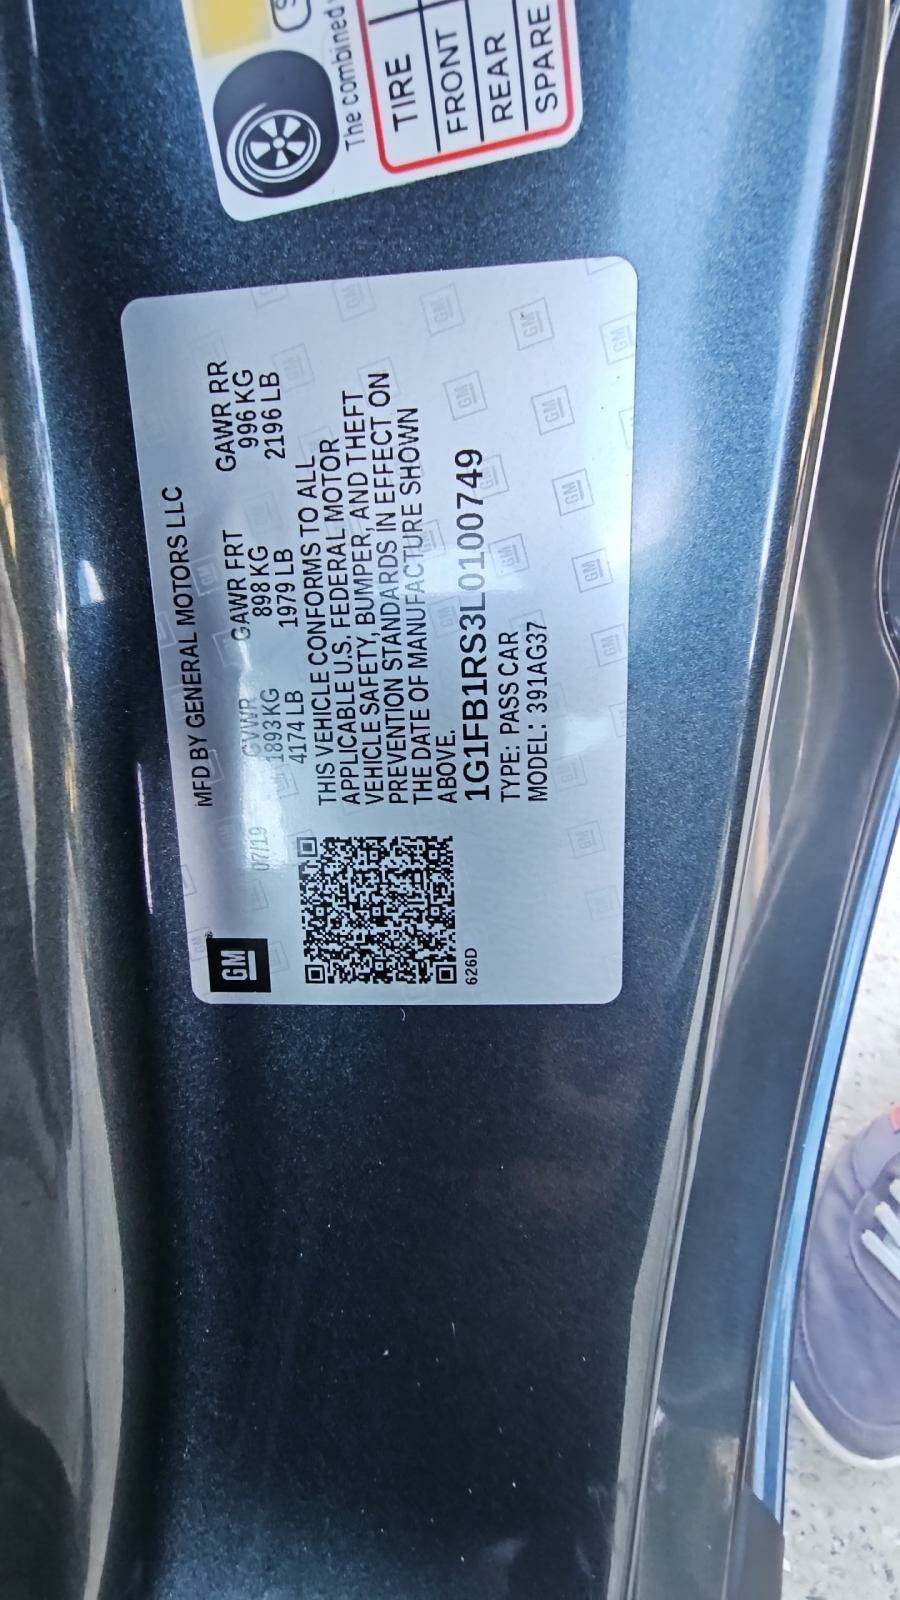 The combined
TIRE
FRONT
REAR
SPARE
MFD BY GENERAL MOTORS LLC
GM
07/19
GVWR GAWR FRT GAWR RR
1893 KG 898 KG 996 KG
4174 LB 1979 LB 2196 LB
THIS VEHICLE CONFORMS TO ALL
APPLICABLE U.S. FEDERAL MOTOR
VEHICLE SAFETY, BUMPER, AND THEFT
PREVENTION STANDARDS IN EFFECT ON
THE DATE OF MANUFACTURE SHOWN
ABOVE.
626D
1G1FB1RS3L0100749
TYPE: PASS CAR
MODEL: 391AG37